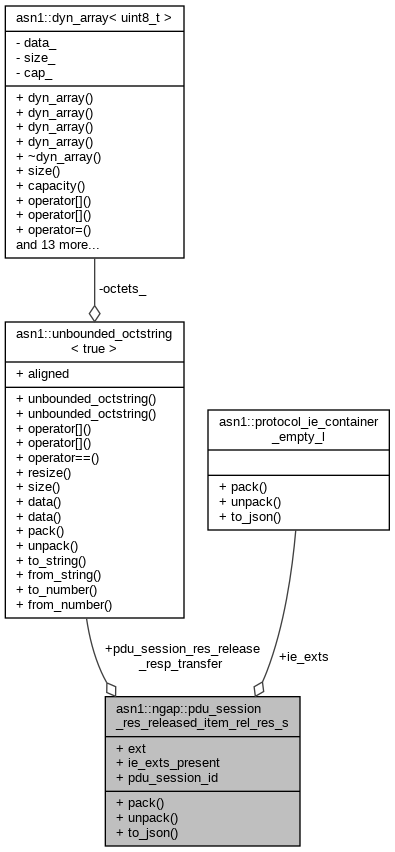 asn1::dyn_array< uint8_t >
- data_
- size_
- cap_
+ dyn_array()
+ dyn_array()
+ dyn_array()
+ dyn_array()
+ ~dyn_array()
+ size()
+ capacity()
+ operator[]()
+ operator[]()
+ operator=()
and 13 more...
-octets_
asn1::unbounded_octstring
< true >
+ aligned
+ unbounded_octstring()
+ unbounded_octstring()
+ operator[]()
+ operator[]()
+ operator==()
+ resize()
+ size()
+ data()
+ data()
+ pack()
+ unpack()
+ to_string()
+ from_string()
+ to_number()
+ from_number()
asn1::protocol_ie_container
_empty_l
+ pack()
+ unpack()
+ to_json()
+pdu_session_res_release
_resp_transfer
+ie_exts
asn1::ngap::pdu_session
_res_released_item_rel_res_s
+ ext
+ ie_exts_present
+ pdu_session_id
+ pack()
+ unpack()
+ to_json()